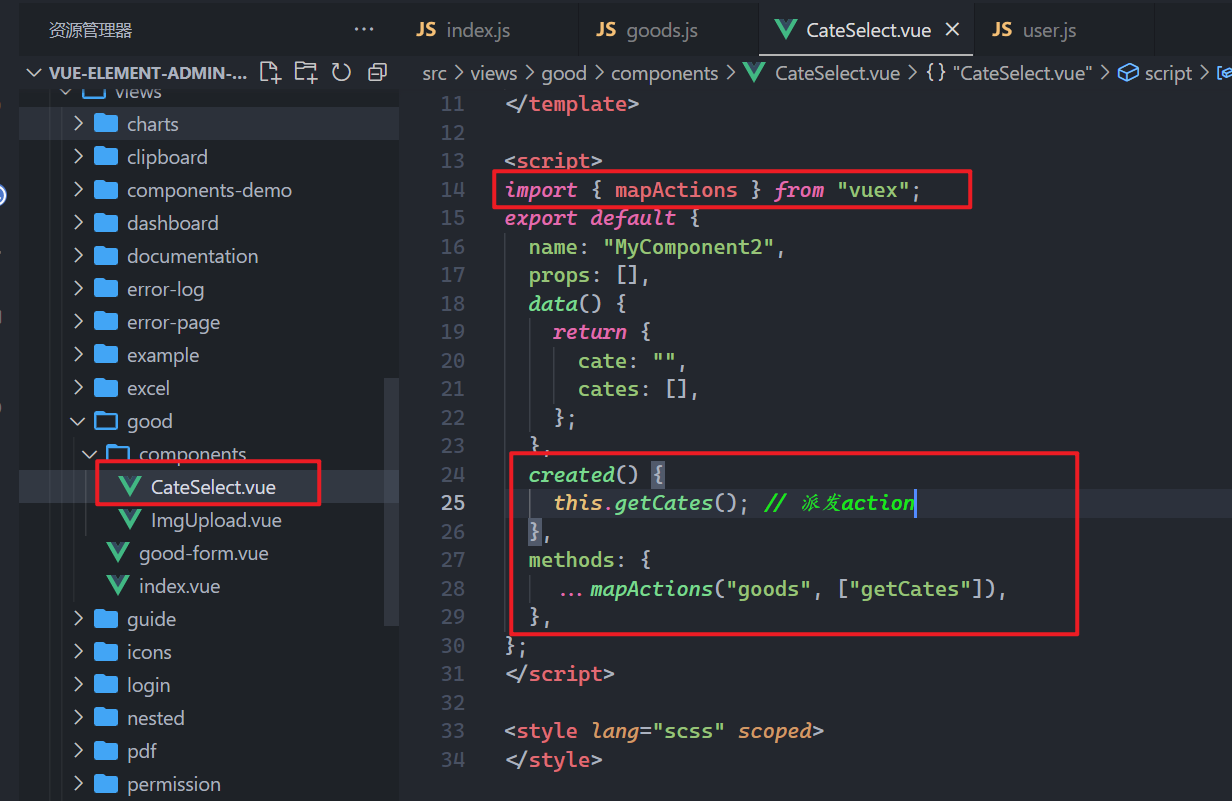 资源管理器
VUE-ELEMENT-ADMIN-...
views
charts
clipboard
components-demo
dashboard
documentation
error-log
error-page
example
excel
good
components
CateSelect.vue
ImgUpload.vue
good-form.vue
index.vue
guide
icons
login
nested
pdf
permission
JS index.js
JS goods.js
CateSelect.vue
JS user.js
src > views > good > components > CateSelect.vue > {} "CateSelect.vue" > script >
11 </template>
12
13 <script>
14 import { mapActions } from "vuex";
15 export default {
16 name: "MyComponent2",
17 props: [],
18 data() {
19 return {
20 cate: "",
21 cates: [],
22 };
23 },
24 created() {
25 this.getCates(); // 派发action
26 },
27 methods: {
28 ...mapActions("goods", ["getCates"]),
29 },
30 };
31 </script>
32
33 <style lang="scss" scoped>
34 </style>